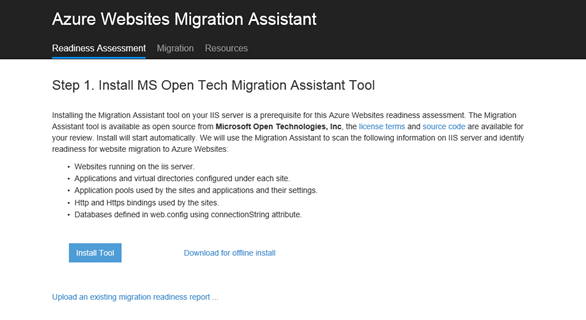 Azure Websites Migration Assistant
Readiness Assessment Migration Resources
Step 1. Install MS Open Tech Migration Assistant Tool
Installing the Migration Assistant tool on your IIS server is a prerequisite for this Azure Websites readiness assessment. The Migration
Assistant tool is available as open source from Microsoft Open Technologies, Inc, the license terms and source code are available for
your review. Install will start automatically. We will use the Migration Assistant to scan the following information on IIS server and identify
readiness for website migration to Azure Websites:
• Websites running on the iis server.
• Applications and virtual directories configured under each site.
• Application pools used by the sites and applications and their settings.
• Http and Https bindings used by the sites.
• Databases defined in web.config using connectionString attribute.
Install Tool Download for offline install
Upload an existing migration readiness report ...